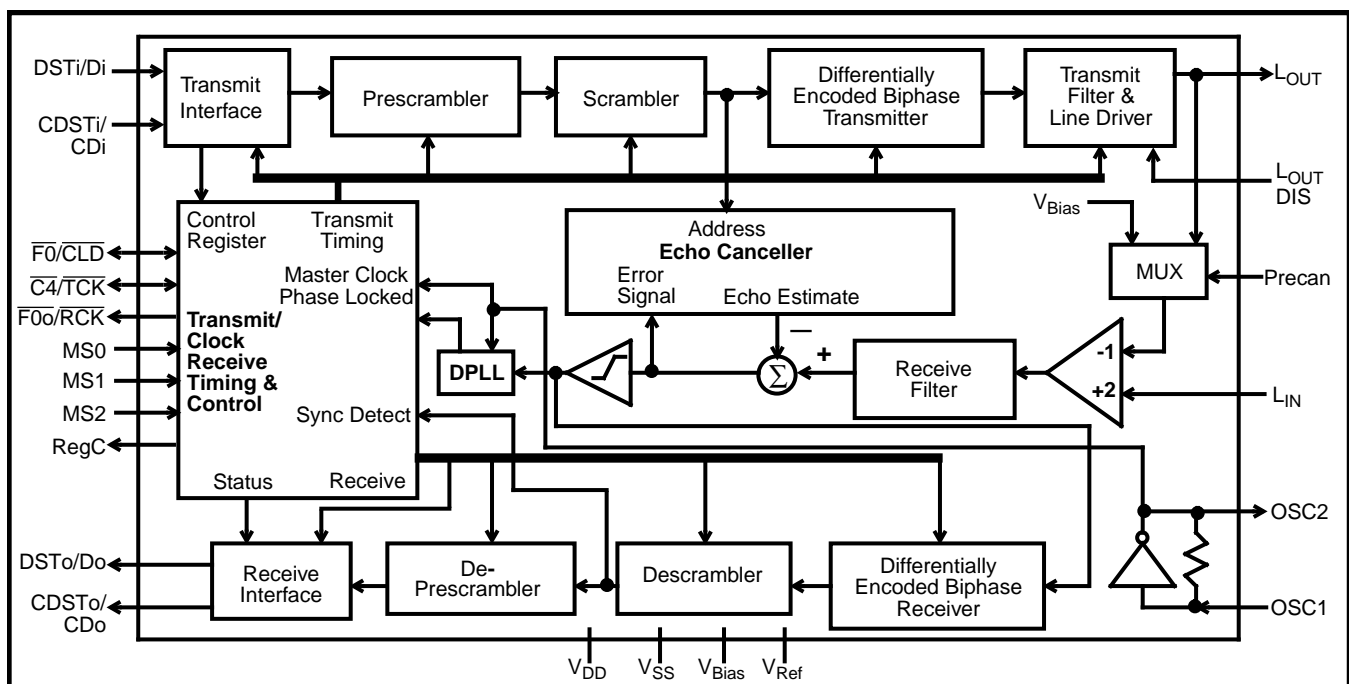 DSTi/Di
CDSTi/
CDi
Transmit
Interface
Prescrambler
Scrambler
Differentially
Encoded Biphase
Transmitter
Transmit
Filter &
Line Driver
LOUT
LOUT
DIS
VBias
MUX
Precan
Control
Register
Transmit
Timing
Address
Echo Canceller
Error
Signal
Echo Estimate
Master Clock
Phase Locked
F0/CLD
C4/TCK
F0o/RCK
MS0
MS1
MS2
RegC
Transmit/
Clock
Receive
Timing &
Control
DPLL
Σ
—
+
Receive
Filter
-1
+2
LIN
Sync Detect
Status
Receive
OSC2
OSC1
DSTo/Do
CDSTo/
CDo
Receive
Interface
De-
Prescrambler
Descrambler
Differentially
Encoded Biphase
Receiver
VDD
VSS
VBias
VRef